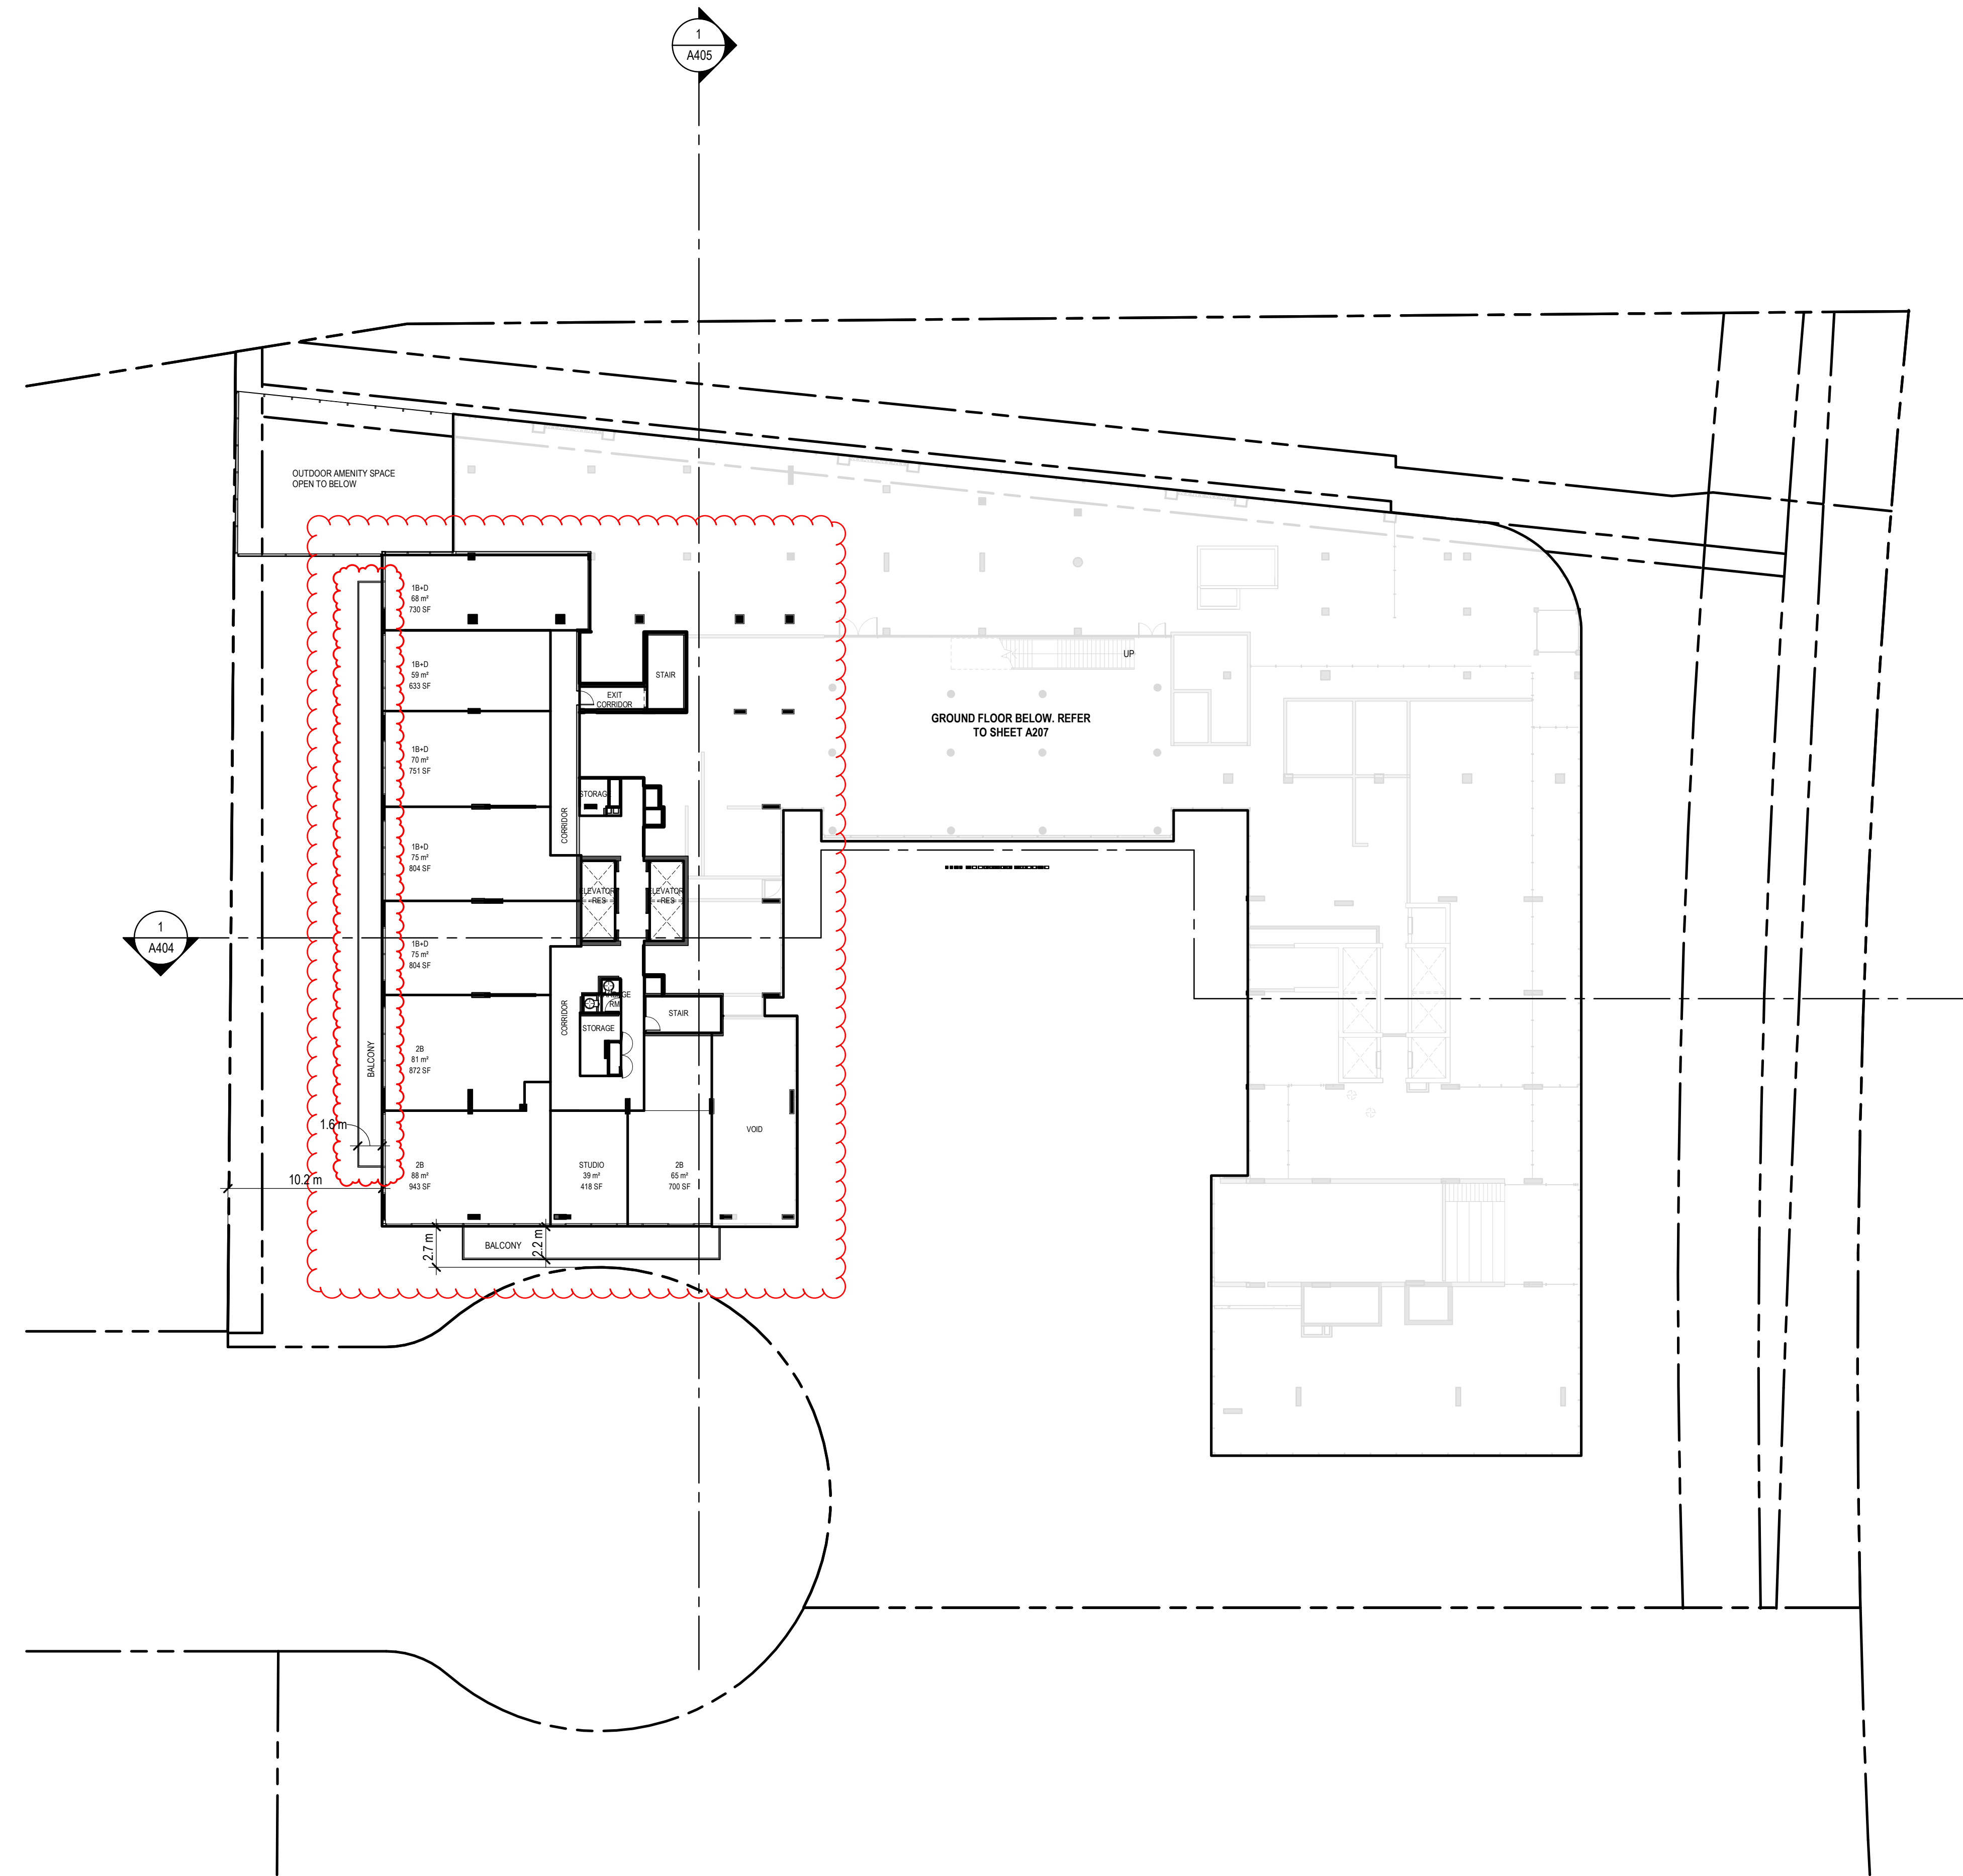 1
A405
OUTDOOR AMENITY SPACE
OPEN TO BELOW
1B+D
68 m²
730 SF
1B+D
59 m²
633 SF
STAIR
EXIT
CORRIDOR
UP
GROUND FLOOR BELOW. REFER
TO SHEET A207
1B+D
70 m²
751 SF
STORAG
CORRIDOR
1B+D
75 m²
804 SF
ELEVATOR
RES
ELEVATOR
RES
1
A404
1B+D
75 m²
804 SF
RM
STAIR
CORRIDOR
STORAGE
BALCONY
2B
81 m²
872 SF
1.6 m
VOID
2B
88 m²
943 SF
STUDIO
39 m²
418 SF
2B
65 m²
700 SF
10.2 m
2.7 m
BALCONY
2.2 m